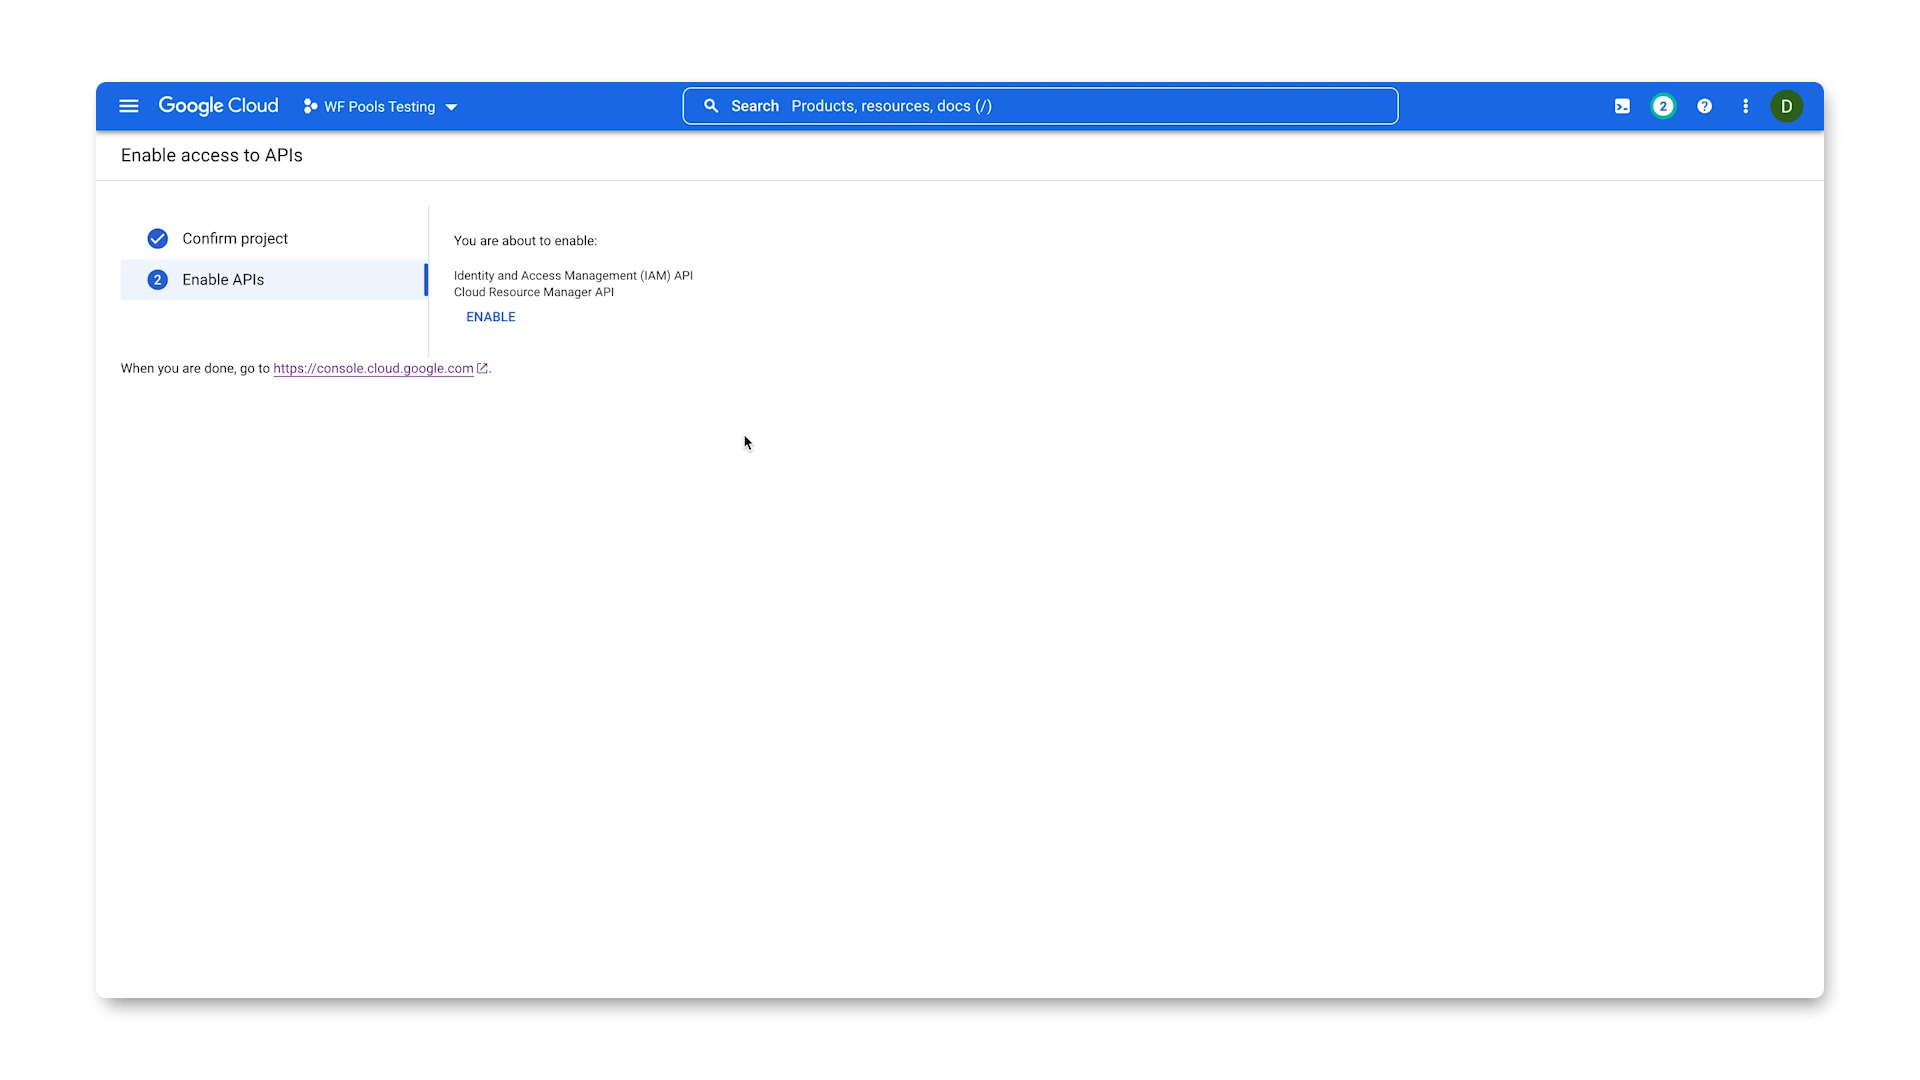 Google Cloud
WF Pools Testing
Search Products, resources, docs (/)
2
D
Enable access to APIs
Confirm project
2 Enable APIs
You are about to enable:
Identity and Access Management (IAM) API
Cloud Resource Manager API
ENABLE
When you are done, go to https://console.cloud.google.com.